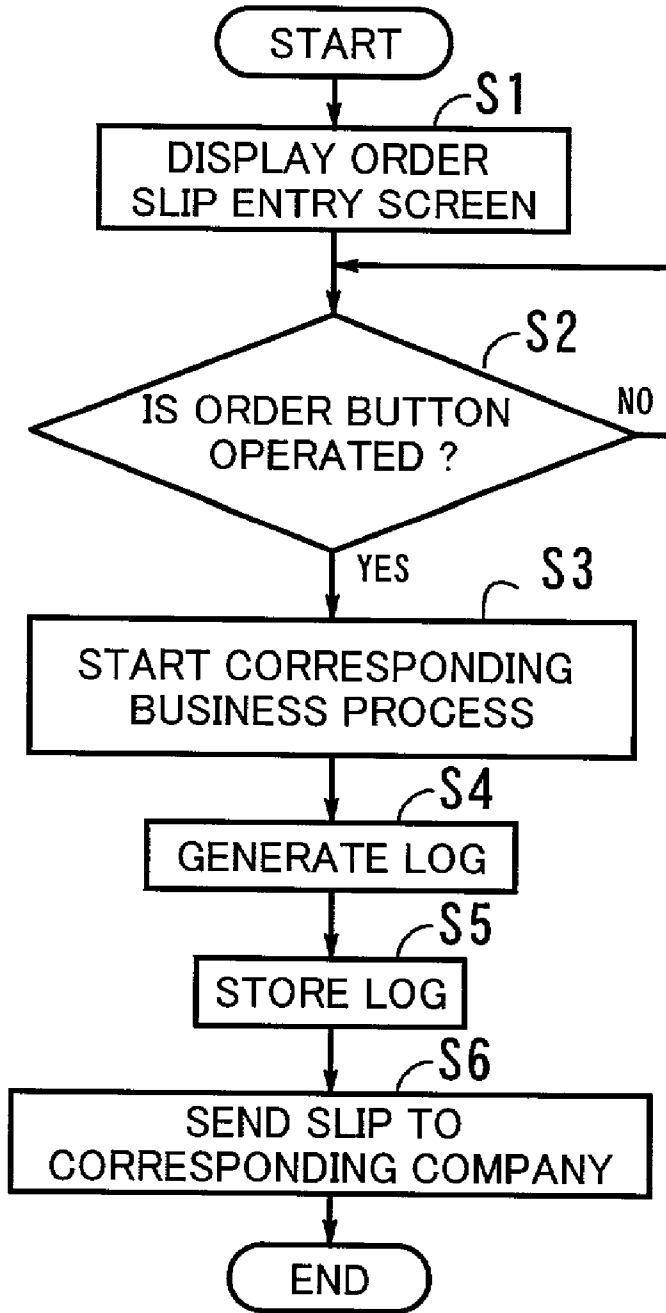 START
S1
DISPLAY ORDER
SLIP ENTRY SCREEN
S2
IS ORDER BUTTON
OPERATED ?
NO
YES
S3
START CORRESPONDING
BUSINESS PROCESS
S4
GENERATE LOG
S5
STORE LOG
S6
SEND SLIP TO
CORRESPONDING COMPANY
END